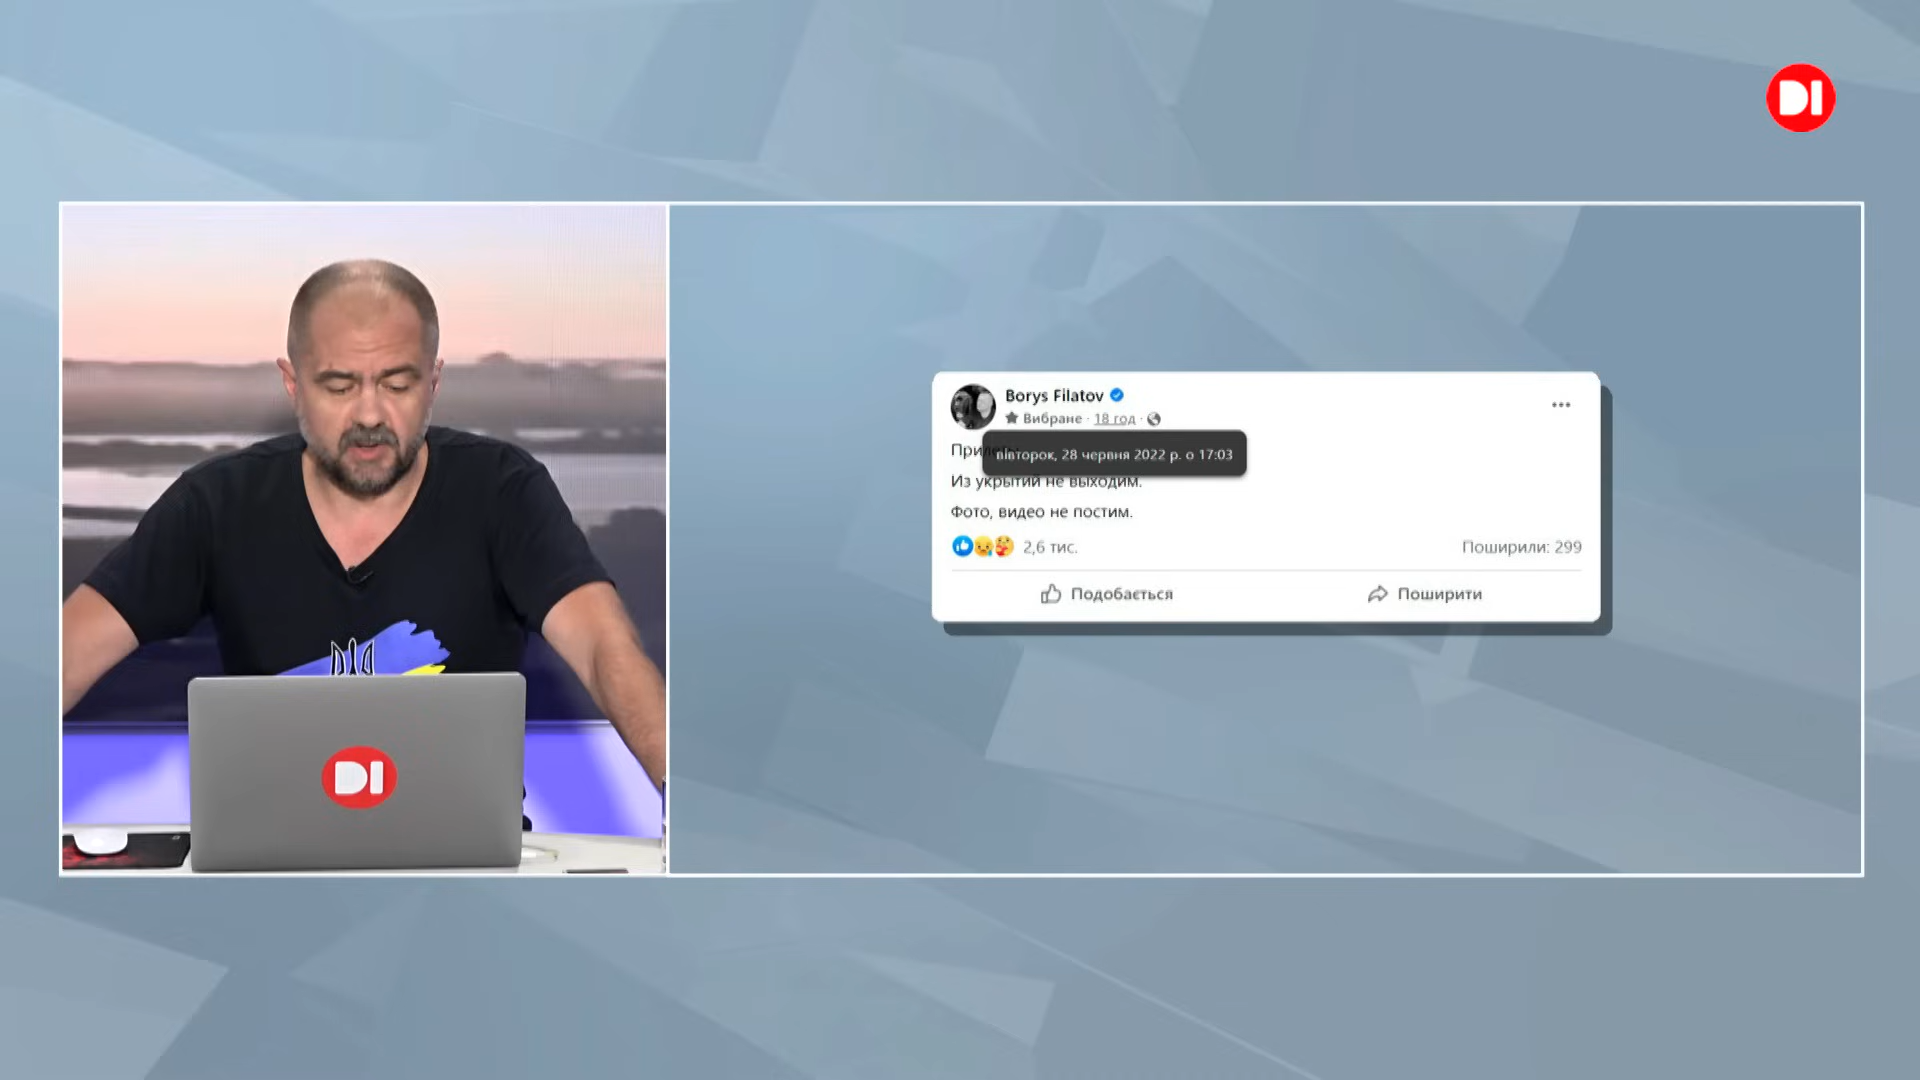 DI
Borys Filatov
Вибране · 18 год ·
вівторок, 28 червня 2022 р. о 17:03
Из укрытий не выходим.
Фото, видео не постим.
2,6 тис.
Поширили: 299
Подобається
Поширити
DI